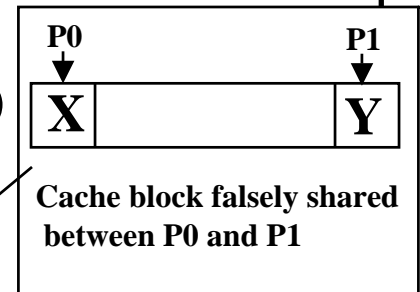 P0 P1
X Y
Cache block falsely shared
between P0 and P1